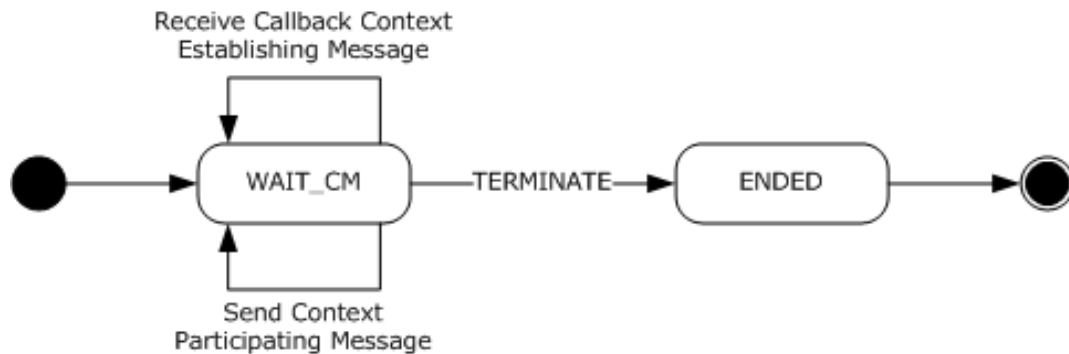 Receive Callback Context
Establishing Message
WAIT_CM
TERMINATE
ENDED
Send Context
Participating Message